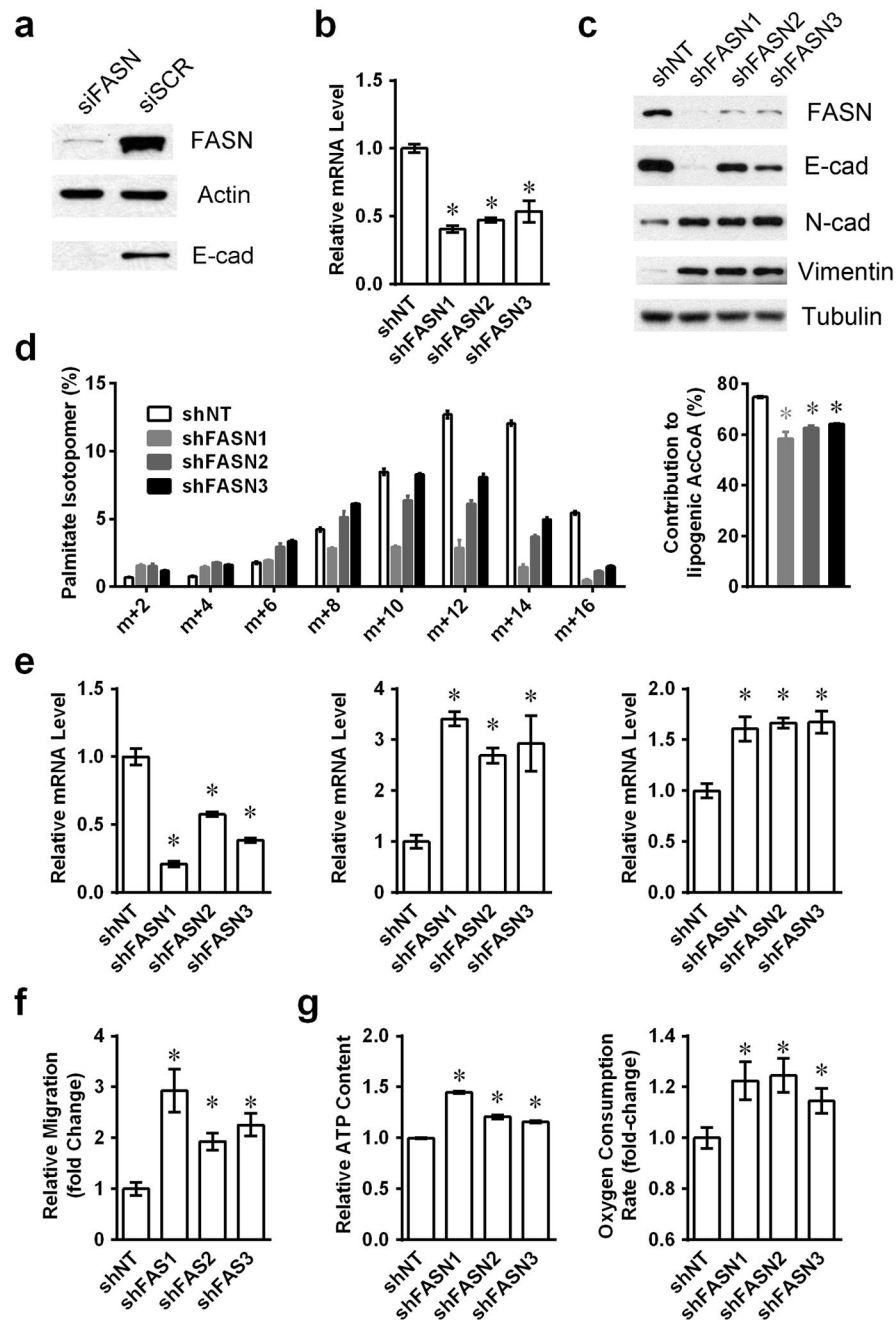 a
siFASN
siSCR
FASN
Actin
E-cad
b
Relative mRNA Level
1.5
1.0
0.5
0.0
*
*
*
shNT
shFASN1
shFASN2
shFASN3
c
shNT
shFASN1
shFASN2
shFASN3
FASN
E-cad
N-cad
Vimentin
Tubulin
d
Palmitate Isotopomer (%)
15
10
5
0
shNT
shFASN1
shFASN2
shFASN3
m+2
m+4
m+6
m+8
m+10
m+12
m+14
m+16
Contribution to
lipogenic AcCoA (%)
80
60
40
20
0
*
*
*
e
Relative mRNA Level
1.5
1.0
0.5
0.0
*
*
*
shNT
shFASN1
shFASN2
shFASN3
Relative mRNA Level
4
3
2
1
0
*
*
*
shNT
shFASN1
shFASN2
shFASN3
Relative mRNA Level
2.0
1.5
1.0
0.5
0.0
*
*
*
shNT
shFASN1
shFASN2
shFASN3
f
Relative Migration
(fold Change)
4
3
2
1
0
*
*
*
shNT
shFAS1
shFAS2
shFAS3
g
Relative ATP Content
2.0
1.5
1.0
0.5
0.0
*
*
*
shNT
shFASN1
shFASN2
shFASN3
Oxygen Consumption
Rate (fold-change)
1.4
1.2
1.0
0.8
0.6
*
*
*
shNT
shFASN1
shFASN2
shFASN3